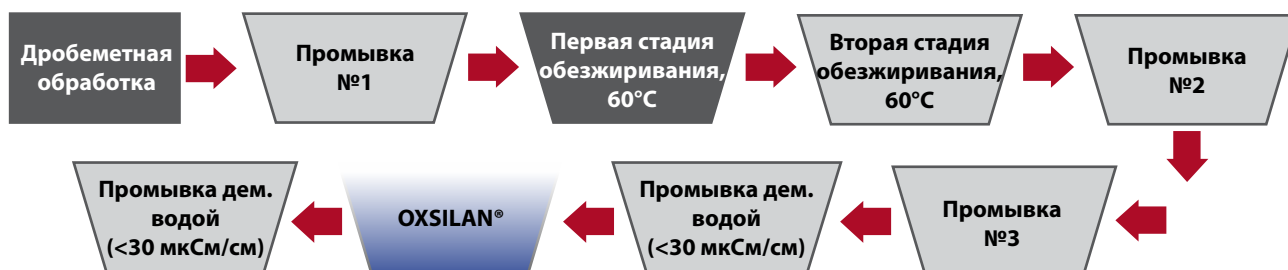 Дробеметная
обработка
Промывка
№1
Первая стадия
обезжиривания,
60°C
Вторая стадия
обезжиривания,
60°C
Промывка
№2
Промывка
№3
Промывка дем.
водой
(<30 мкСм/см)
OXSILAN®
Промывка дем.
водой
(<30 мкСм/см)